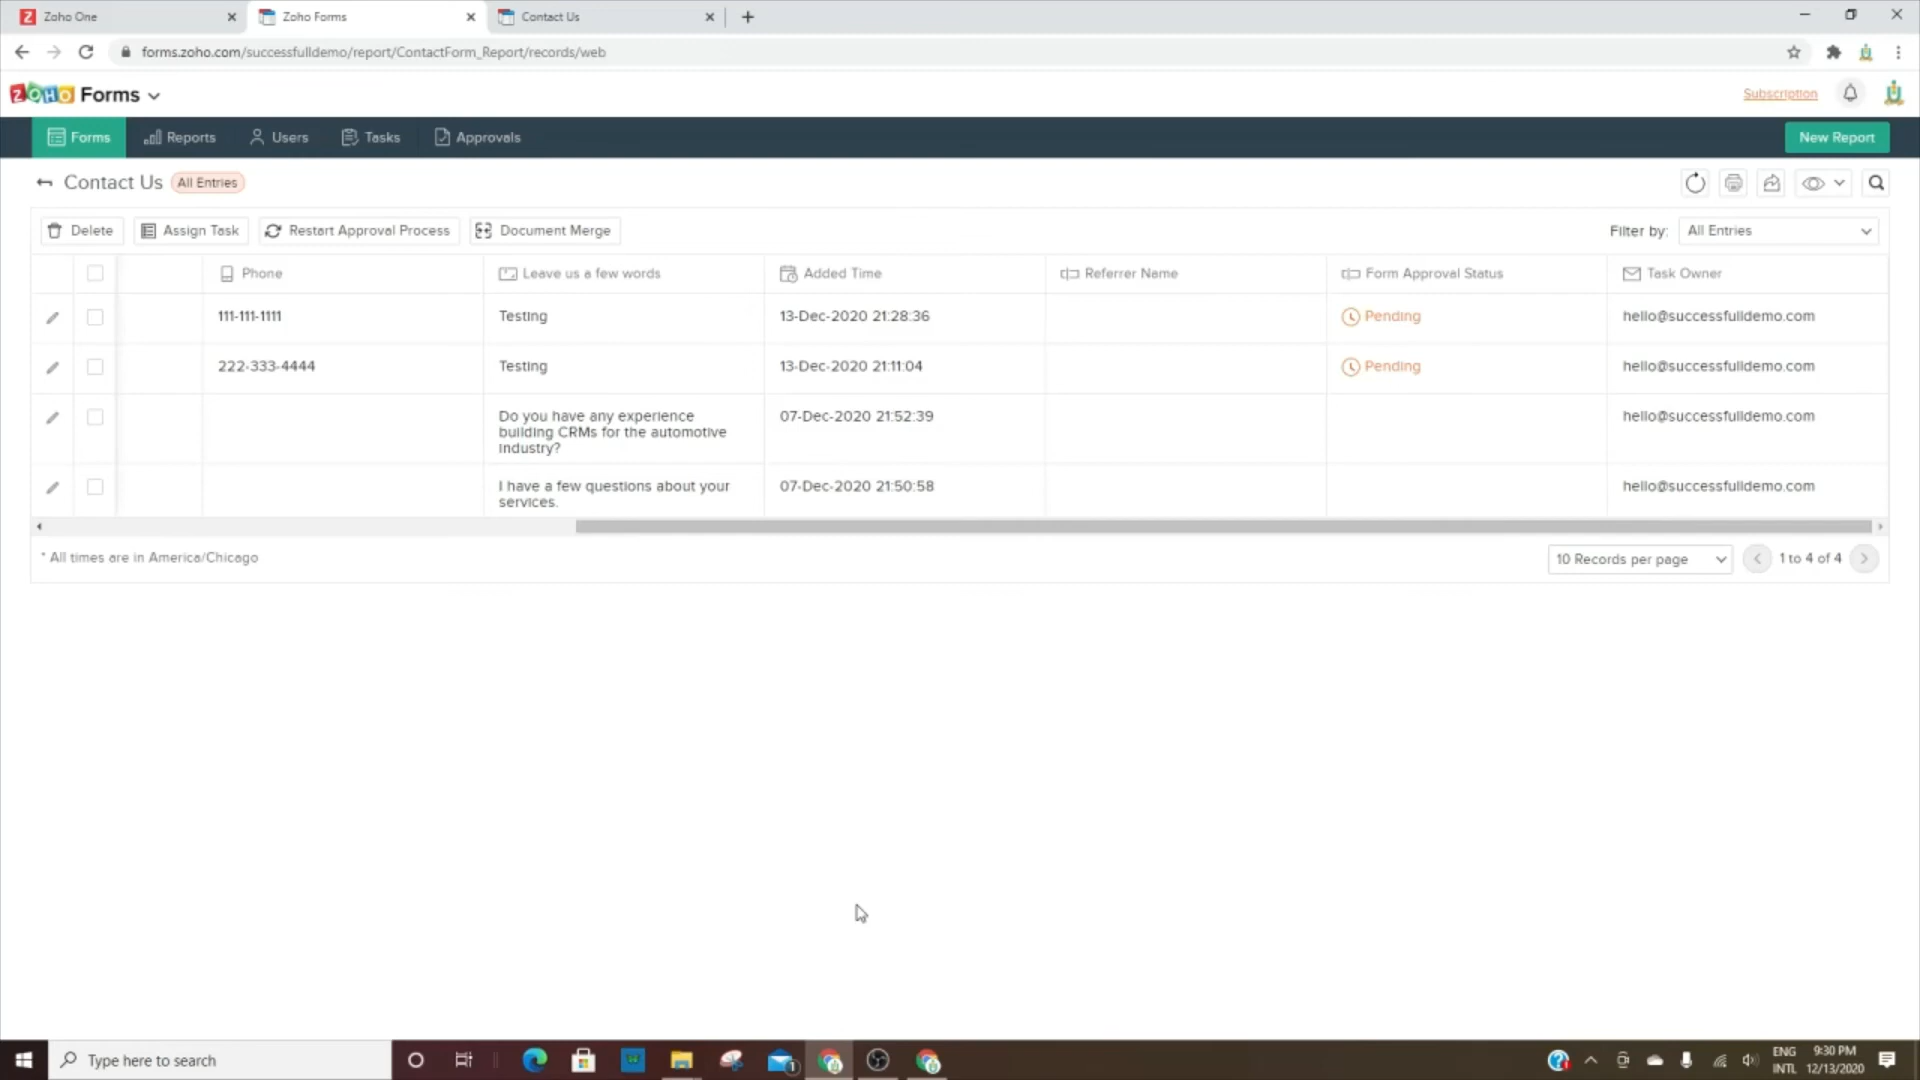 Zoho One
Zoho Forms
Contact Us
forms.zoho.com/successfulldemo/report/ContactForm_Report/records/web
ZOHO Forms
Subscription
Forms
Reports
Users
Tasks
Approvals
New Report
Contact Us All Entries
Delete
Assign Task
Restart Approval Process
Document Merge
Filter by: All Entries
Phone
Leave us a few words
Added Time
Referrer Name
Form Approval Status
Task Owner
111-111-1111
Testing
13-Dec-2020 21:28:36
Pending
hello@successfulldemo.com
222-333-4444
Testing
13-Dec-2020 21:11:04
Pending
hello@successfulldemo.com
Do you have any experience
building CRMs for the automotive
industry?
07-Dec-2020 21:52:39
hello@successfulldemo.com
I have a few questions about your
services.
07-Dec-2020 21:50:58
hello@successfulldemo.com
* All times are in America/Chicago
10 Records per page
1 to 4 of 4
Type here to search
1
ENG
INTL
9:30 PM
12/13/2020